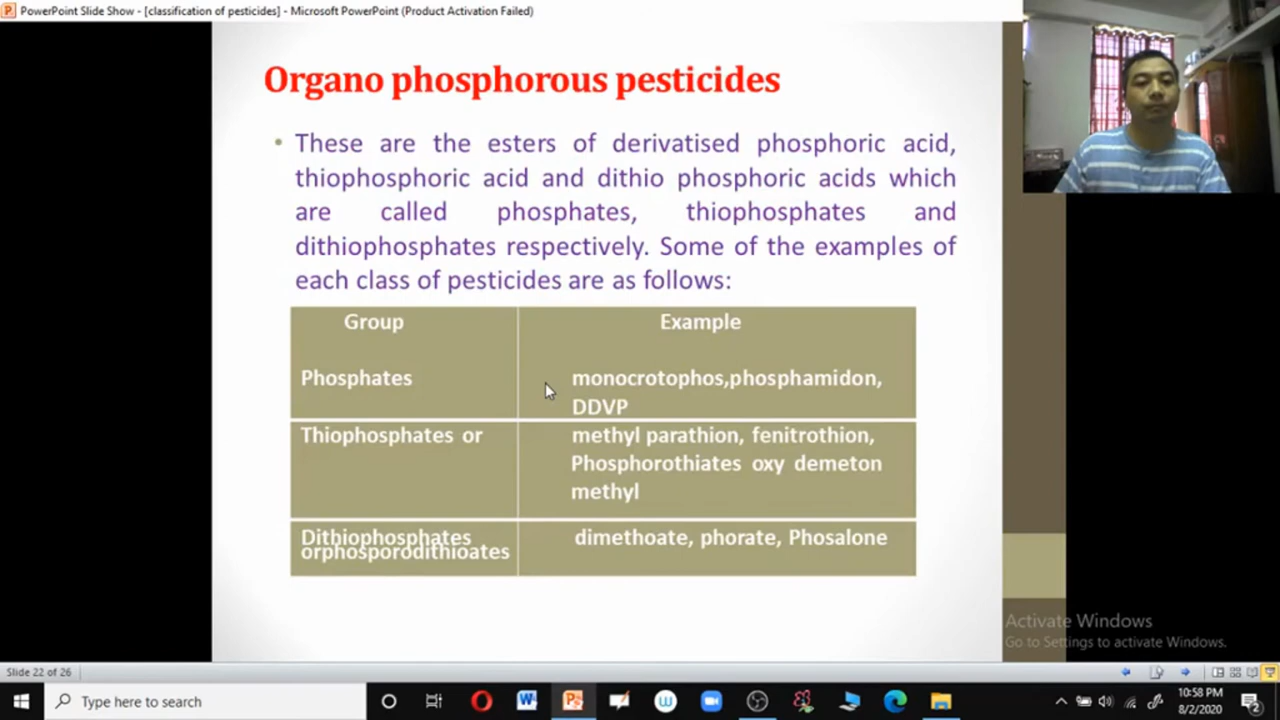 PowerPoint Slide Show - [classification of pesticides] - Microsoft PowerPoint (Product Activation Failed)
Organo phosphorous pesticides
• These are the esters of derivatised phosphoric acid,
thiophosphoric acid and dithio phosphoric acids which
are called phosphates, thiophosphates and
dithiophosphates respectively. Some of the examples of
each class of pesticides are as follows:
Group Example
Phosphates monocrotophos,phosphamidon,
DDVP
Thiophosphates or methyl parathion, fenitrothion,
Phosphorothiates oxy demeton
methyl
Dithiophosphates dimethoate, phorate, Phosalone
orphosporodithioates
Activate Windows
Go to Settings to activate Windows.
Slide 22 of 26
Type here to search
10:58 PM
8/2/2020
2